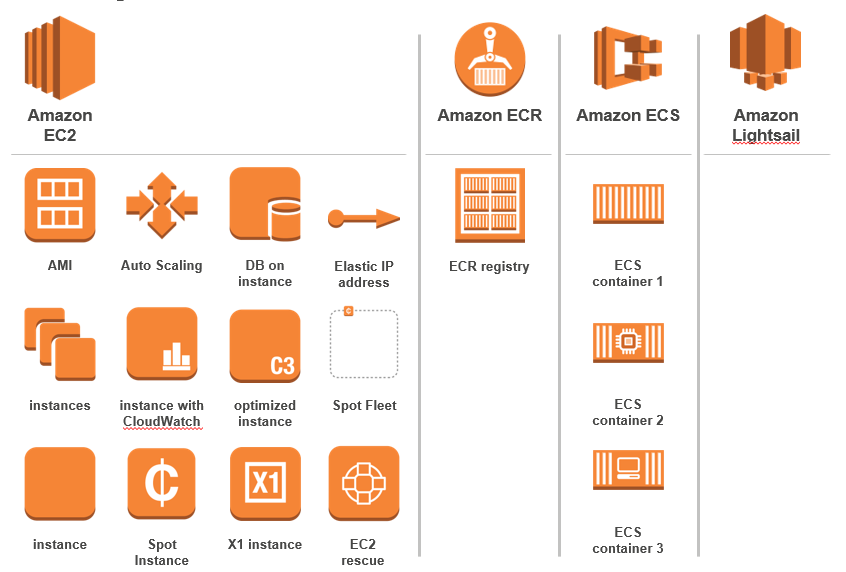 Amazon
EC2
Amazon ECR
Amazon ECS
Amazon
Lightsail
AMI
Auto Scaling
DB on
instance
Elastic IP
address
ECR registry
ECS
container 1
instances
instance with
CloudWatch
C3
optimized
instance
C
Spot Fleet
ECS
container 2
instance
¢
Spot
Instance
X1
X1 instance
EC2
rescue
ECS
container 3